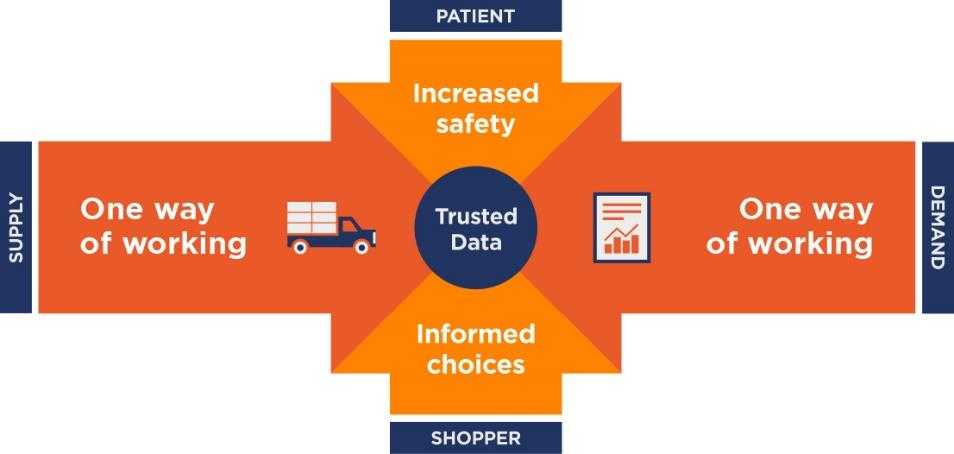 PATIENT
Increased
safety
SUPPLY
One way
of working
Trusted
Data
One way
of working
DEMAND
Informed
choices
SHOPPER